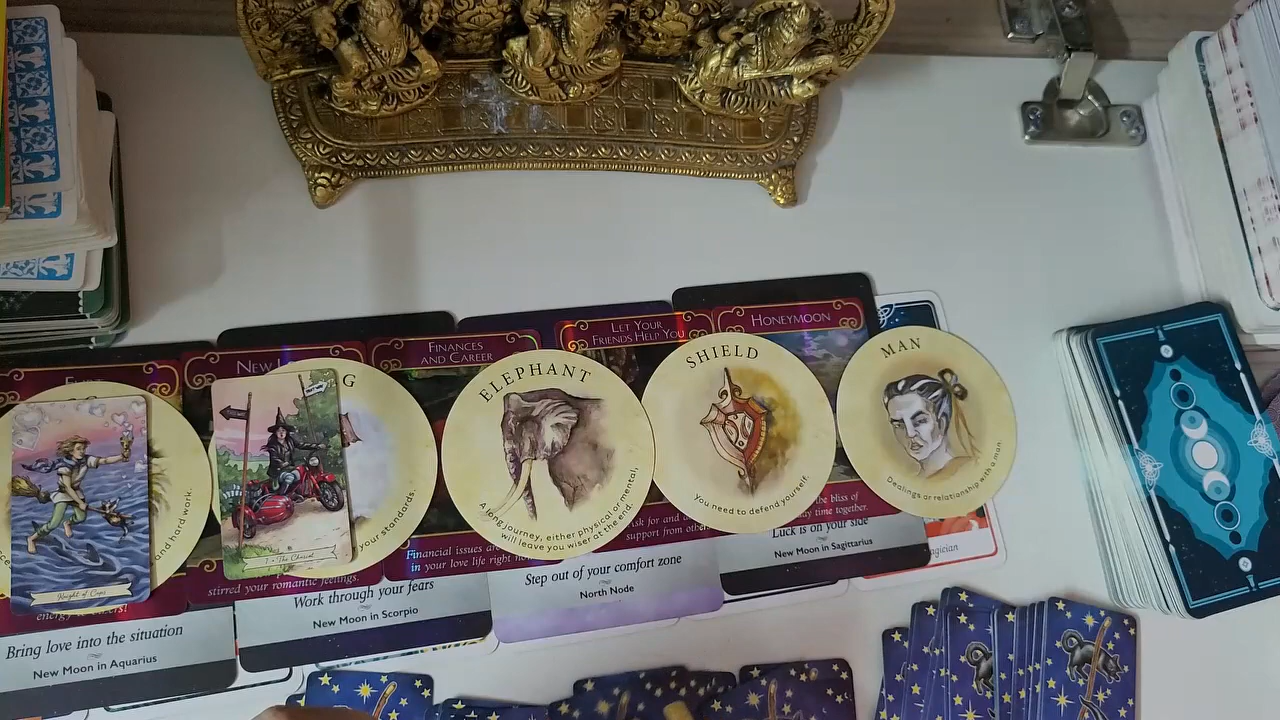 FINANCES
AND CAREER
LET YOUR
FRIENDS HELP YOU
HONEYMOON
NEW
G
ELEPHANT
A long journey, either physical or mental,
will leave you wiser at the end.
SHIELD
You need to defend yourself.
MAN
Dealings or relationship with a man.
and hard work.
your standards.
Knight of Cups
7 • The Chariot
stirred your romantic feelings.
Financial issues
in your love life right
ask for and
support from
the bliss of
time together.
Bring love into the situation
New Moon in Aquarius
Work through your fears
New Moon in Scorpio
Step out of your comfort zone
North Node
Luck is on your side
New Moon in Sagittarius